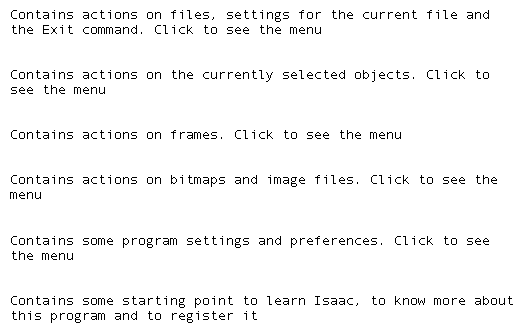 Contains actions on files, settings for the current file and
the Exit command. Click to see the menu
Contains actions on the currently selected objects. Click to
see the menu
Contains actions on frames. Click to see the menu
Contains actions on bitmaps and image files. Click to see the
menu
Contains some program settings and preferences. Click to see
the menu
Contains some starting point to learn Isaac, to know more about
this program and to register it